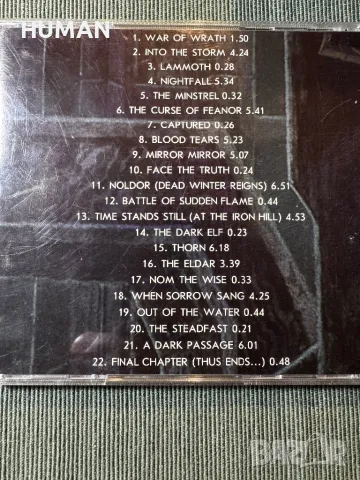 HUMAN
1. WAR OF WRATH 1.50
2. INTO THE STORM 4.24
3. LAMMOTH 0.28
4. NIGHTFALL 5.34
5. THE MINSTREL 0.32
6. THE CURSE OF FEANOR 5.41
7. CAPTURED 0.26
8. BLOOD TEARS 5.23
9. MIRROR MIRROR 5.07
10. FACE THE TRUTH 0.24
11. NOLDOR (DEAD WINTER REIGNS) 6.51
12. BATTLE OF SUDDEN FLAME 0.44
13. TIME STANDS STILL (AT THE IRON HILL) 4.53
14. THE DARK ELF 0.23
15. THORN 6.18
16. THE ELDAR 3.39
17. NOM THE WISE 0.33
18. WHEN SORROW SANG 4.25
19. OUT OF THE WATER 0.44
20. THE STEADFAST 0.21
21. A DARK PASSAGE 6.01
22. FINAL CHAPTER (THUS ENDS...) 0.48
BAZAR